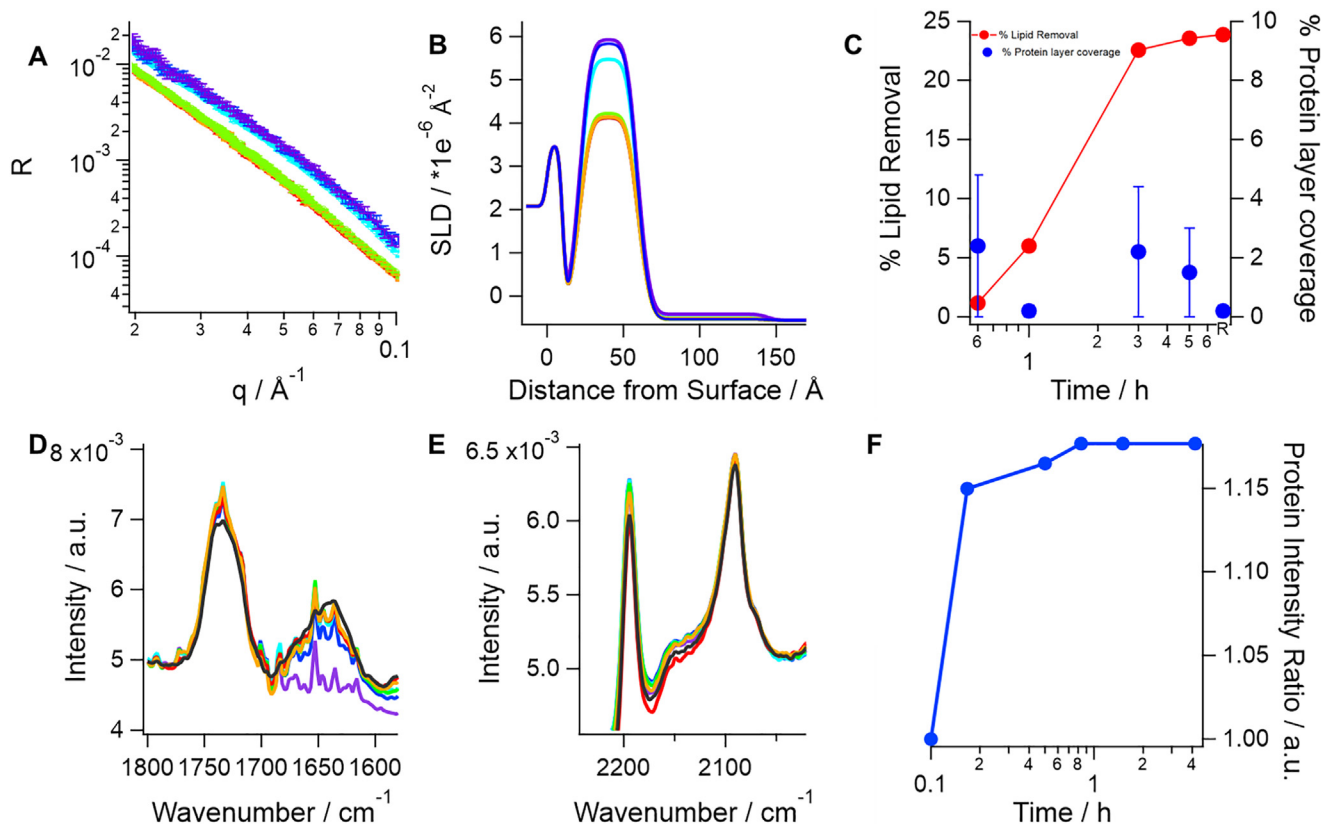 A
R
2
10⁻²
4
2
10⁻³
4
2
10⁻⁴
4
2 3 4 5 6 7 8 9
0.1
q / Å⁻¹
B
SLD / *1e⁻⁶ Å⁻²
6
5
4
3
2
1
0
0 50 100 150
Distance from Surface / Å
C
% Lipid Removal
25
20
15
10
5
0
% Lipid Removal
% Protein layer coverage
10
8
6
4
2
0
% Protein layer coverage
6 2 3 4 5 6 R
1
Time / h
D
Intensity / a.u.
8 x10⁻³
7
6
5
4
1800 1750 1700 1650 1600
Wavenumber / cm⁻¹
E
Intensity / a.u.
6.5 x10⁻³
6.0
5.5
5.0
2200 2100
Wavenumber / cm⁻¹
F
1.15
1.10
1.05
1.00
Protein Intensity Ratio / a.u.
2 4 6 8 2 4
0.1 1
Time / h